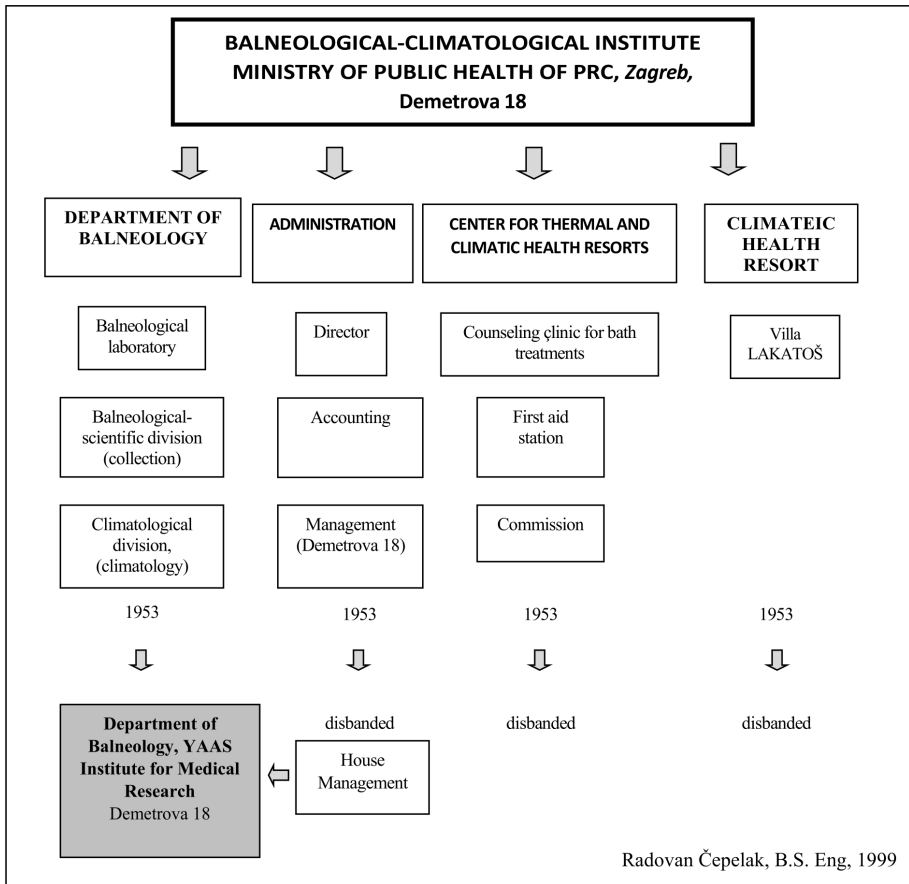 BALNEOLOGICAL-CLIMATOLOGICAL INSTITUTE
MINISTRY OF PUBLIC HEALTH OF PRC, Zagreb,
Demetrova 18
DEPARTMENT OF
BALNEOLOGY
ADMINISTRATION
CENTER FOR THERMAL AND
CLIMATIC HEALTH RESORTS
CLIMATEIC
HEALTH
RESORT
Balneological
laboratory
Director
Counseling çlinic for bath
treatments
Villa
LAKATOŠ
Balneological-
scientific division
(collection)
Accounting
First aid
station
Climatological
division,
(climatology)
Management
(Demetrova 18)
Commission
1953
1953
1953
1953
Department of
Balneology, YAAS
Institute for Medical
Research
Demetrova 18
disbanded
disbanded
disbanded
House
Management
Radovan Čepelak, B.S. Eng, 1999